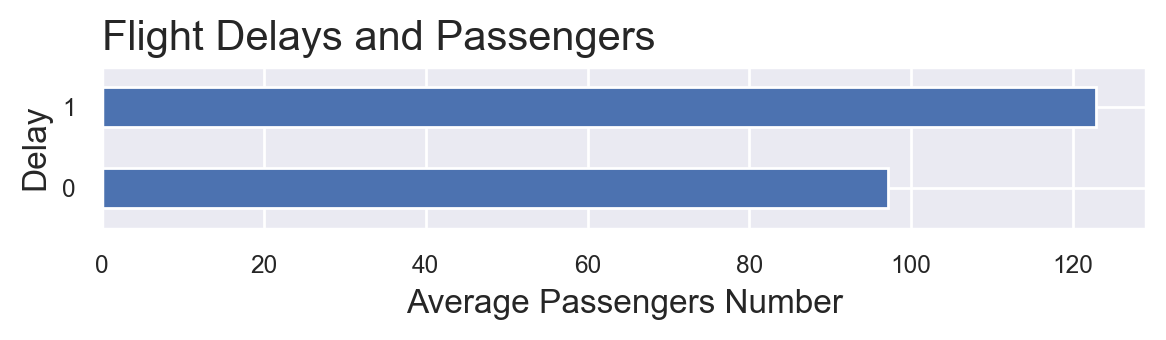 Flight Delays and Passengers
Delay
1
0
0 20 40 60 80 100 120
Average Passengers Number